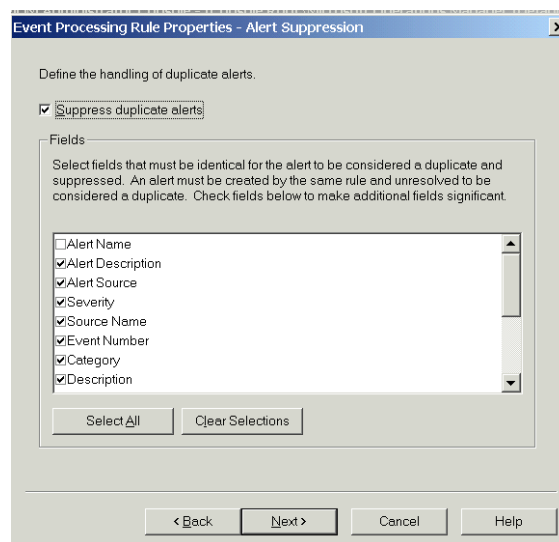 Event Processing Rule Properties - Alert Suppression
Define the handling of duplicate alerts.
Suppress duplicate alerts
Fields
Select fields that must be identical for the alert to be considered a duplicate and
suppressed. An alert must be created by the same rule and unresolved to be
considered a duplicate. Check fields below to make additional fields significant.
Alert Name
Alert Description
Alert Source
Severity
Source Name
Event Number
Category
Description
Select All
Clear Selections
< Back
Next >
Cancel
Help